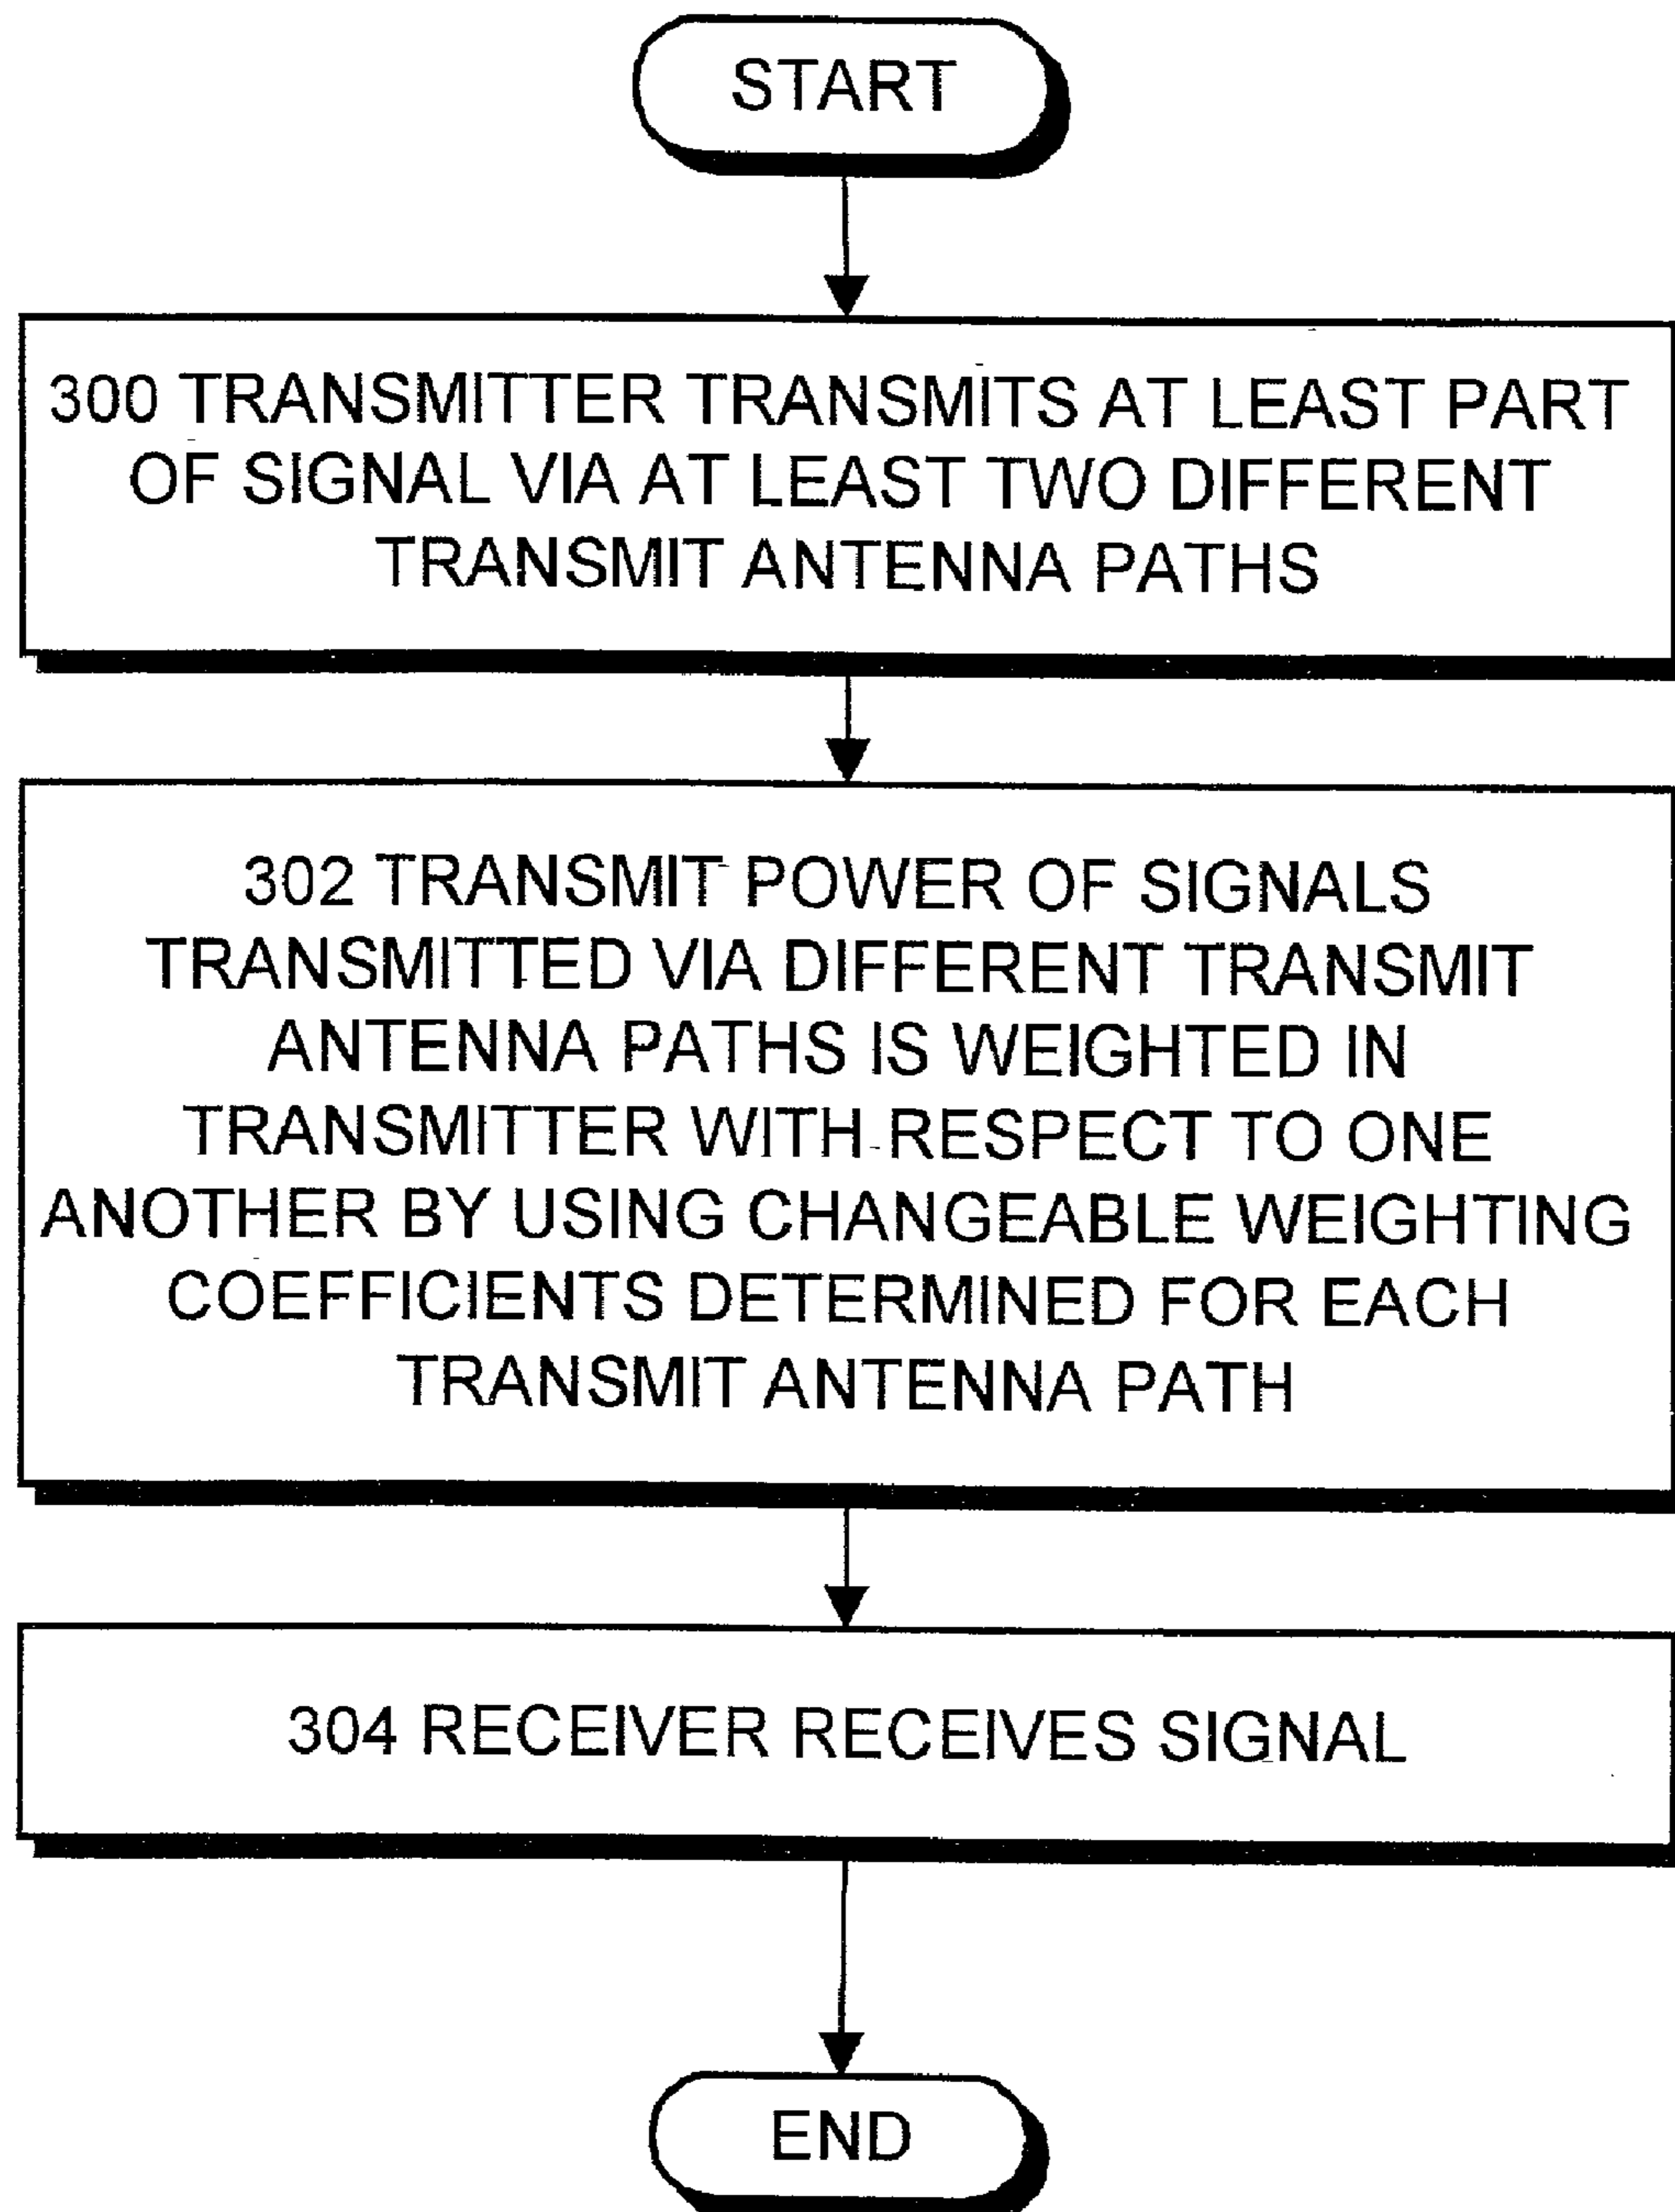 START
300 TRANSMITTER TRANSMITS AT LEAST PART
OF SIGNAL VIA AT LEAST TWO DIFFERENT
TRANSMIT ANTENNA PATHS
302 TRANSMIT POWER OF SIGNALS
TRANSMITTED VIA DIFFERENT TRANSMIT
ANTENNA PATHS IS WEIGHTED IN
TRANSMITTER WITH RESPECT TO ONE
ANOTHER BY USING CHANGEABLE WEIGHTING
COEFFICIENTS DETERMINED FOR EACH
TRANSMIT ANTENNA PATH
304 RECEIVER RECEIVES SIGNAL
END